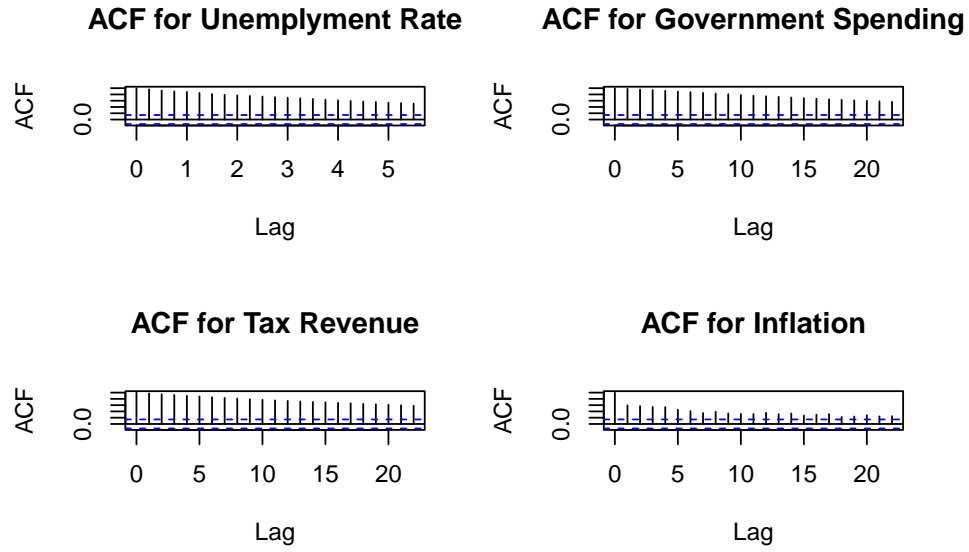 ACF for Unemplyment Rate
ACF
0.0
0 1 2 3 4 5
Lag
ACF for Government Spending
ACF
0.0
0 5 10 15 20
Lag
ACF for Tax Revenue
ACF
0.0
0 5 10 15 20
Lag
ACF for Inflation
ACF
0.0
0 5 10 15 20
Lag